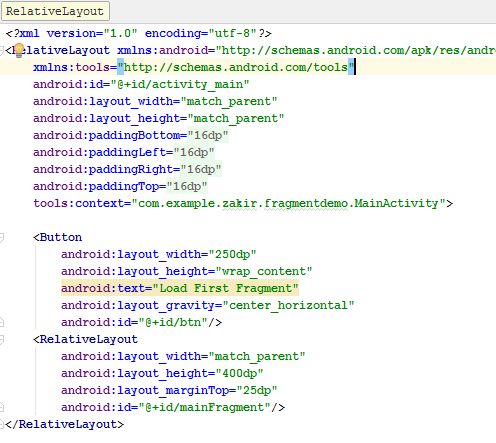 RelativeLayout
<?xml version="1.0" encoding="utf-8"?>
<RelativeLayout xmlns:android="http://schemas.android.com/apk/res/andr
xmlns:tools="http://schemas.android.com/tools"
android:id="@+id/activity_main"
android:layout_width="match_parent"
android:layout_height="match_parent"
android:paddingBottom="16dp"
android:paddingLeft="16dp"
android:paddingRight="16dp"
android:paddingTop="16dp"
tools:context="com.example.zakir.fragmentdemo.MainActivity">
<Button
android:layout_width="250dp"
android:layout_height="wrap_content"
android:text="Load First Fragment"
android:layout_gravity="center_horizontal"
android:id="@+id/btn"/>
<RelativeLayout
android:layout_width="match_parent"
android:layout_height="400dp"
android:layout_marginTop="25dp"
android:id="@+id/mainFragment"/>
</RelativeLayout>